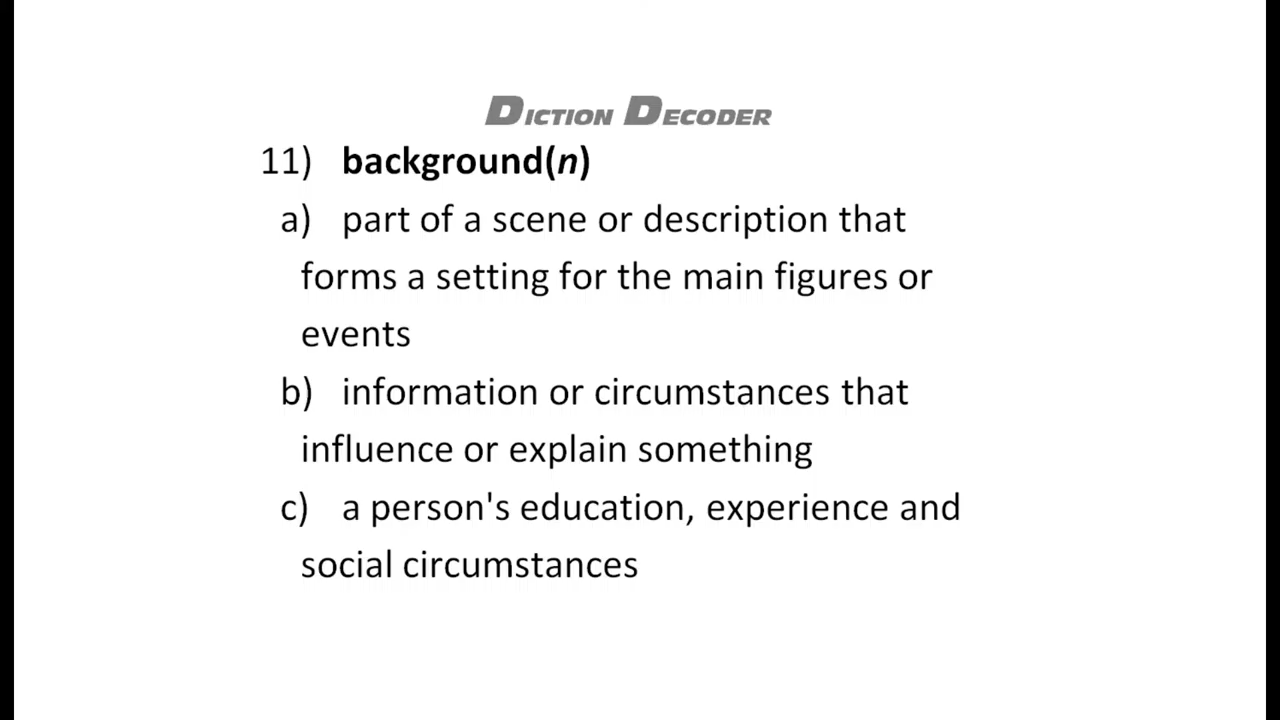 DICTION DECODER
11) background(n)
a) part of a scene or description that
forms a setting for the main figures or
events
b) information or circumstances that
influence or explain something
c) a person's education, experience and
social circumstances